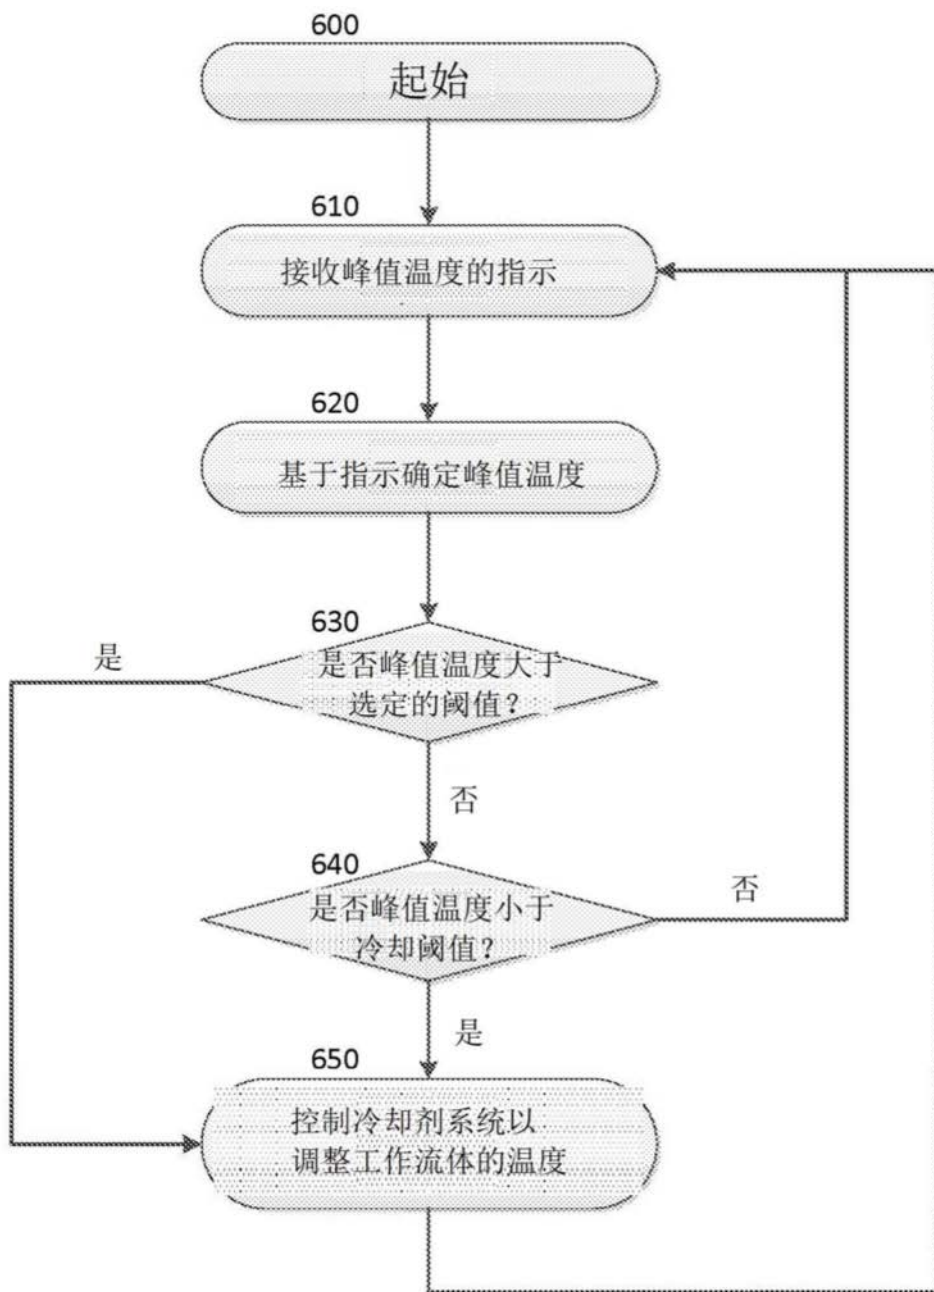 600
起始
610
接收峰值温度的指示
620
基于指示确定峰值温度
630
是否峰值温度大于
选定的阈值？
是
否
640
是否峰值温度小于
冷却阈值？
否
是
650
控制冷却剂系统以
调整工作流体的温度